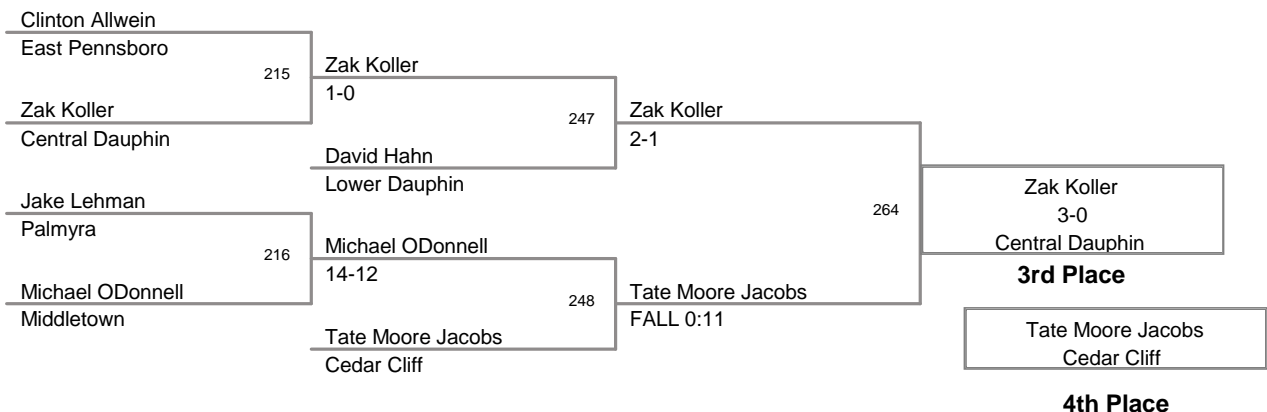 Clinton Allwein
East Pennsboro
215
Zak Koller
1-0
Zak Koller
Central Dauphin
247
Zak Koller
2-1
David Hahn
Lower Dauphin
Jake Lehman
Palmyra
216
Michael ODonnell
14-12
Michael ODonnell
Middletown
248
Tate Moore Jacobs
FALL 0:11
Tate Moore Jacobs
Cedar Cliff
264
Zak Koller
3-0
Central Dauphin
3rd Place
Tate Moore Jacobs
Cedar Cliff
4th Place